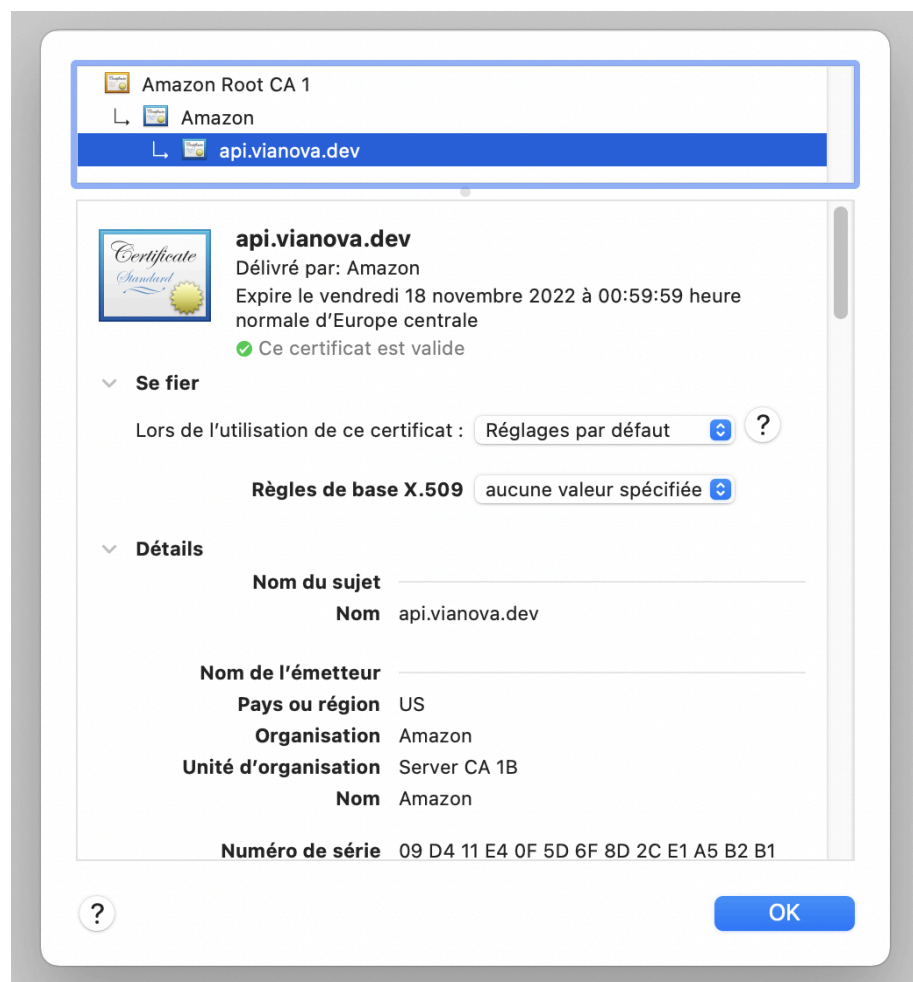 Amazon Root CA 1
Amazon
api.vianova.dev
Certificate
Standard
api.vianova.dev
Délivré par: Amazon
Expire le vendredi 18 novembre 2022 à 00:59:59 heure
normale d’Europe centrale
Ce certificat est valide
Se fier
Lors de l’utilisation de ce certificat : Réglages par défaut ?
Règles de base X.509 aucune valeur spécifiée
Détails
Nom du sujet
Nom api.vianova.dev
Nom de l’émetteur
Pays ou région US
Organisation Amazon
Unité d’organisation Server CA 1B
Nom Amazon
Numéro de série 09 D4 11 E4 0F 5D 6F 8D 2C E1 A5 B2 B1
? OK